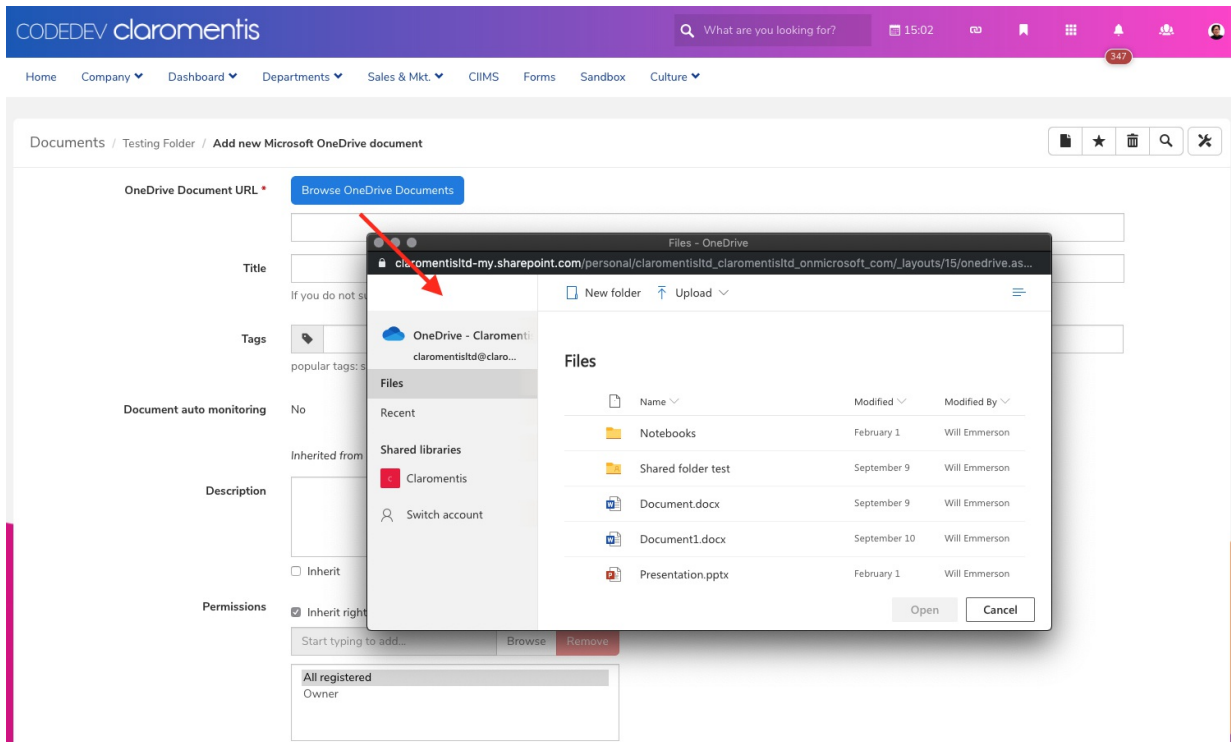 CODEDEV claromentis
What are you looking for?
15:02
347
Home Company Dashboard Departments Sales & Mkt. CIIMS Forms Sandbox Culture
Documents / Testing Folder / Add new Microsoft OneDrive document
OneDrive Document URL *
Browse OneDrive Documents
Title
If you do not su
Tags
popular tags: s
Document auto monitoring
No
Inherited from
Description
Inherit
Permissions
Inherit right
Start typing to add...
Browse
Remove
All registered
Owner
Files - OneDrive
claromentisltd-my.sharepoint.com/personal/claromentisltd_claromentisltd_onmicrosoft_com/_layouts/15/onedrive.as...
New folder Upload
OneDrive - Claromentis
claromentisltd@claro...
Files
Recent
Shared libraries
C Claromentis
Switch account
Files
Name Modified Modified By
Notebooks February 1 Will Emmerson
Shared folder test September 9 Will Emmerson
Document.docx September 9 Will Emmerson
Document1.docx September 10 Will Emmerson
Presentation.pptx February 1 Will Emmerson
Open Cancel